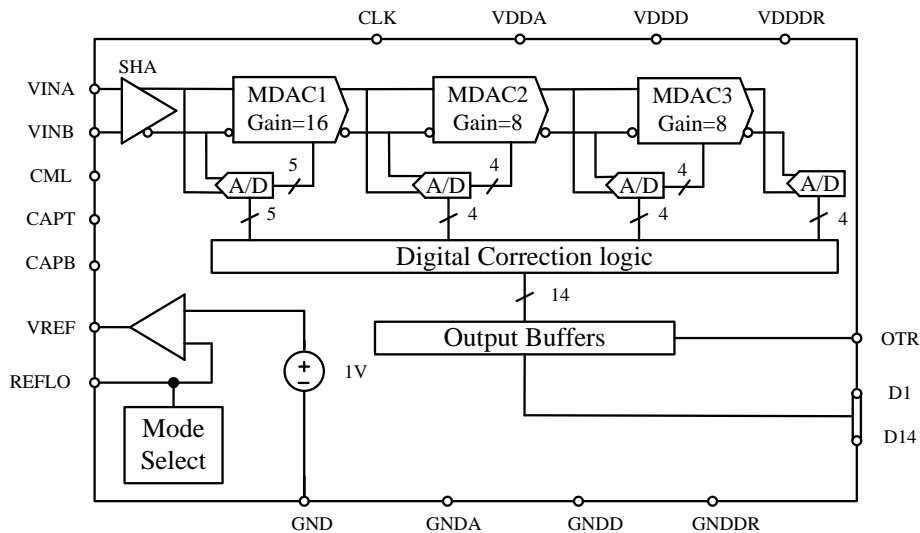 CLK VDDA VDDD VDDDR
SHA
VINA
VINB
CML
CAPT
CAPB
VREF
REFLO
MDAC1
Gain=16
MDAC2
Gain=8
MDAC3
Gain=8
5 4 4
A/D A/D A/D A/D
5 4 4 4
Digital Correction logic
14
Output Buffers
OTR
1V
D1
D14
Mode
Select
GND GNDA GNDD GNDDR